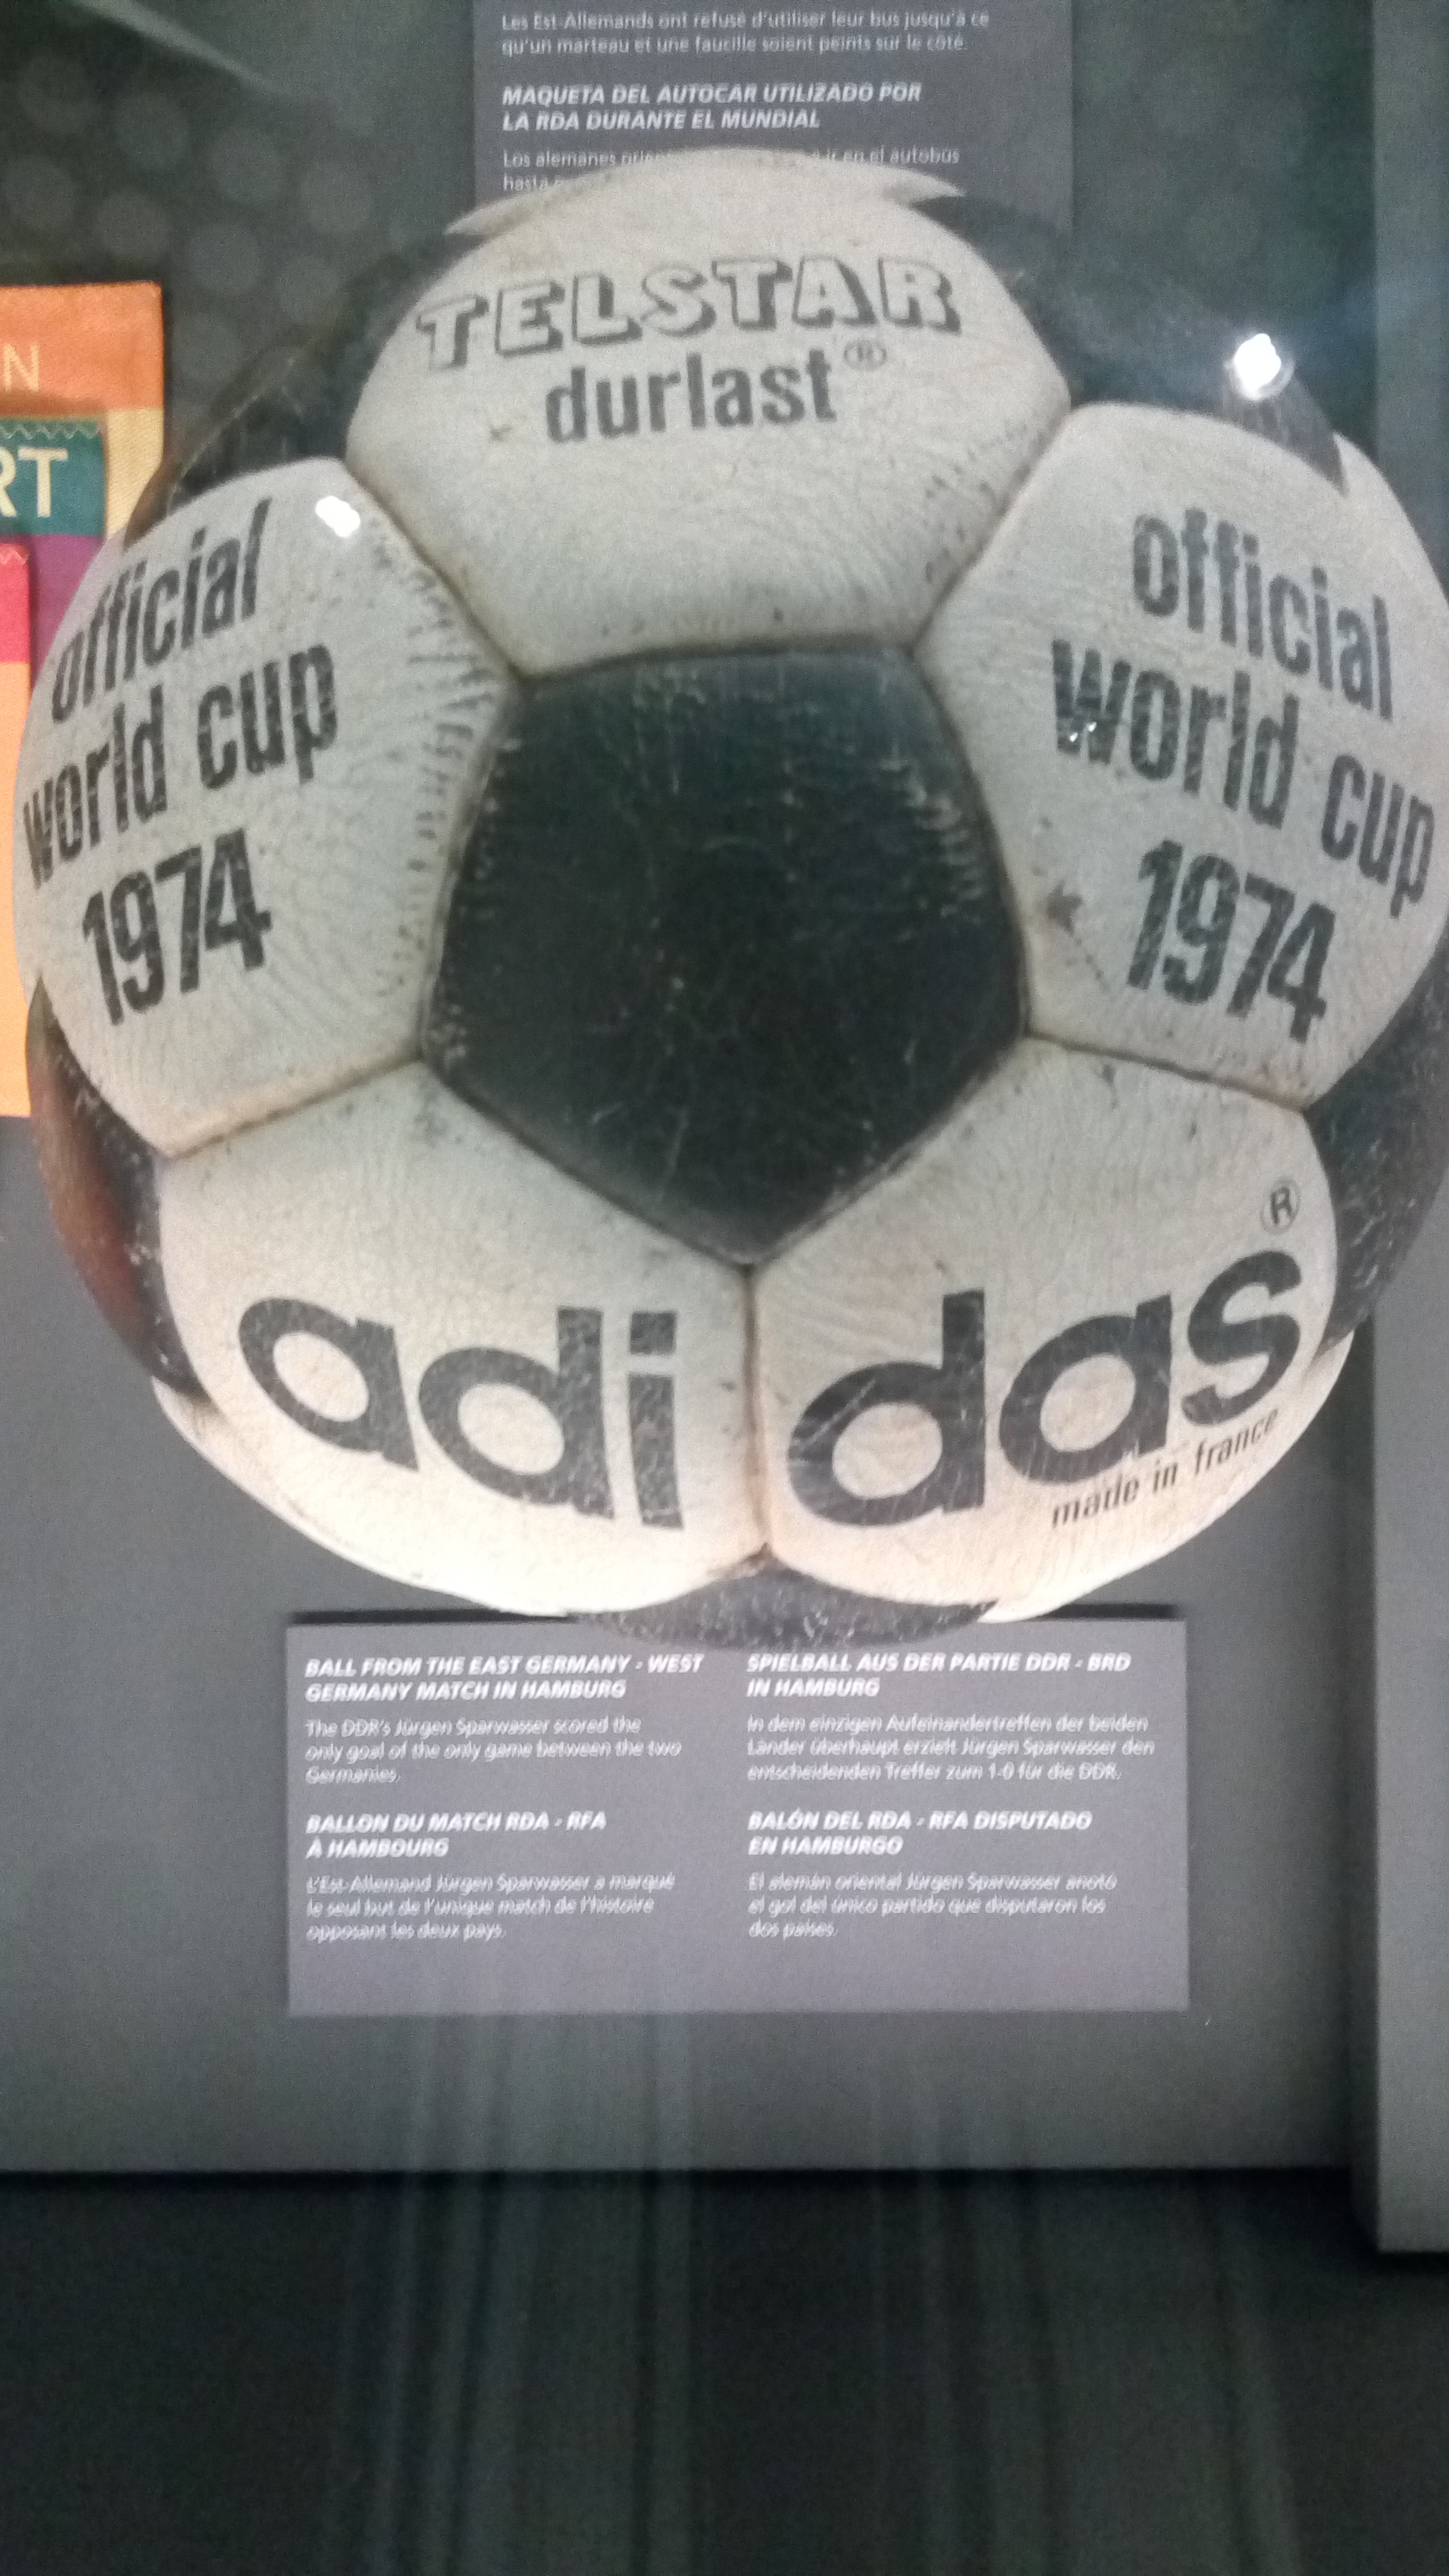 Les Est-Allemands ont refusé d'utiliser leur bus jusqu'à ce
qu'un marteau et une faucille soient peints sur le côté.
MAQUETA DEL AUTOCAR UTILIZADO POR
LA RDA DURANTE EL MUNDIAL
Los alemanes ir en el autobús
hasta
N
RT
TELSTAR
durlast®
official
world cup
1974
official
world cup
1974
adidas®
made in france
BALL FROM THE EAST GERMANY - WEST
GERMANY MATCH IN HAMBURG
The DDR's Jürgen Sparwasser scored the
only goal of the only game between the two
Germanies.
BALLON DU MATCH RDA - RFA
À HAMBOURG
L'Est-Allemand Jürgen Sparwasser a marqué
le seul but de l'unique match de l'histoire
opposant les deux pays.
SPIELBALL AUS DER PARTIE DDR - BRD
IN HAMBURG
In dem einzigen Aufeinandertreffen der beiden
Länder überhaupt erzielt Jürgen Sparwasser den
entscheidenden Treffer zum 1-0 für die DDR.
BALÓN DEL RDA - RFA DISPUTADO
EN HAMBURGO
El alemán oriental Jürgen Sparwasser anotó
el gol del único partido que disputaron los
dos países.